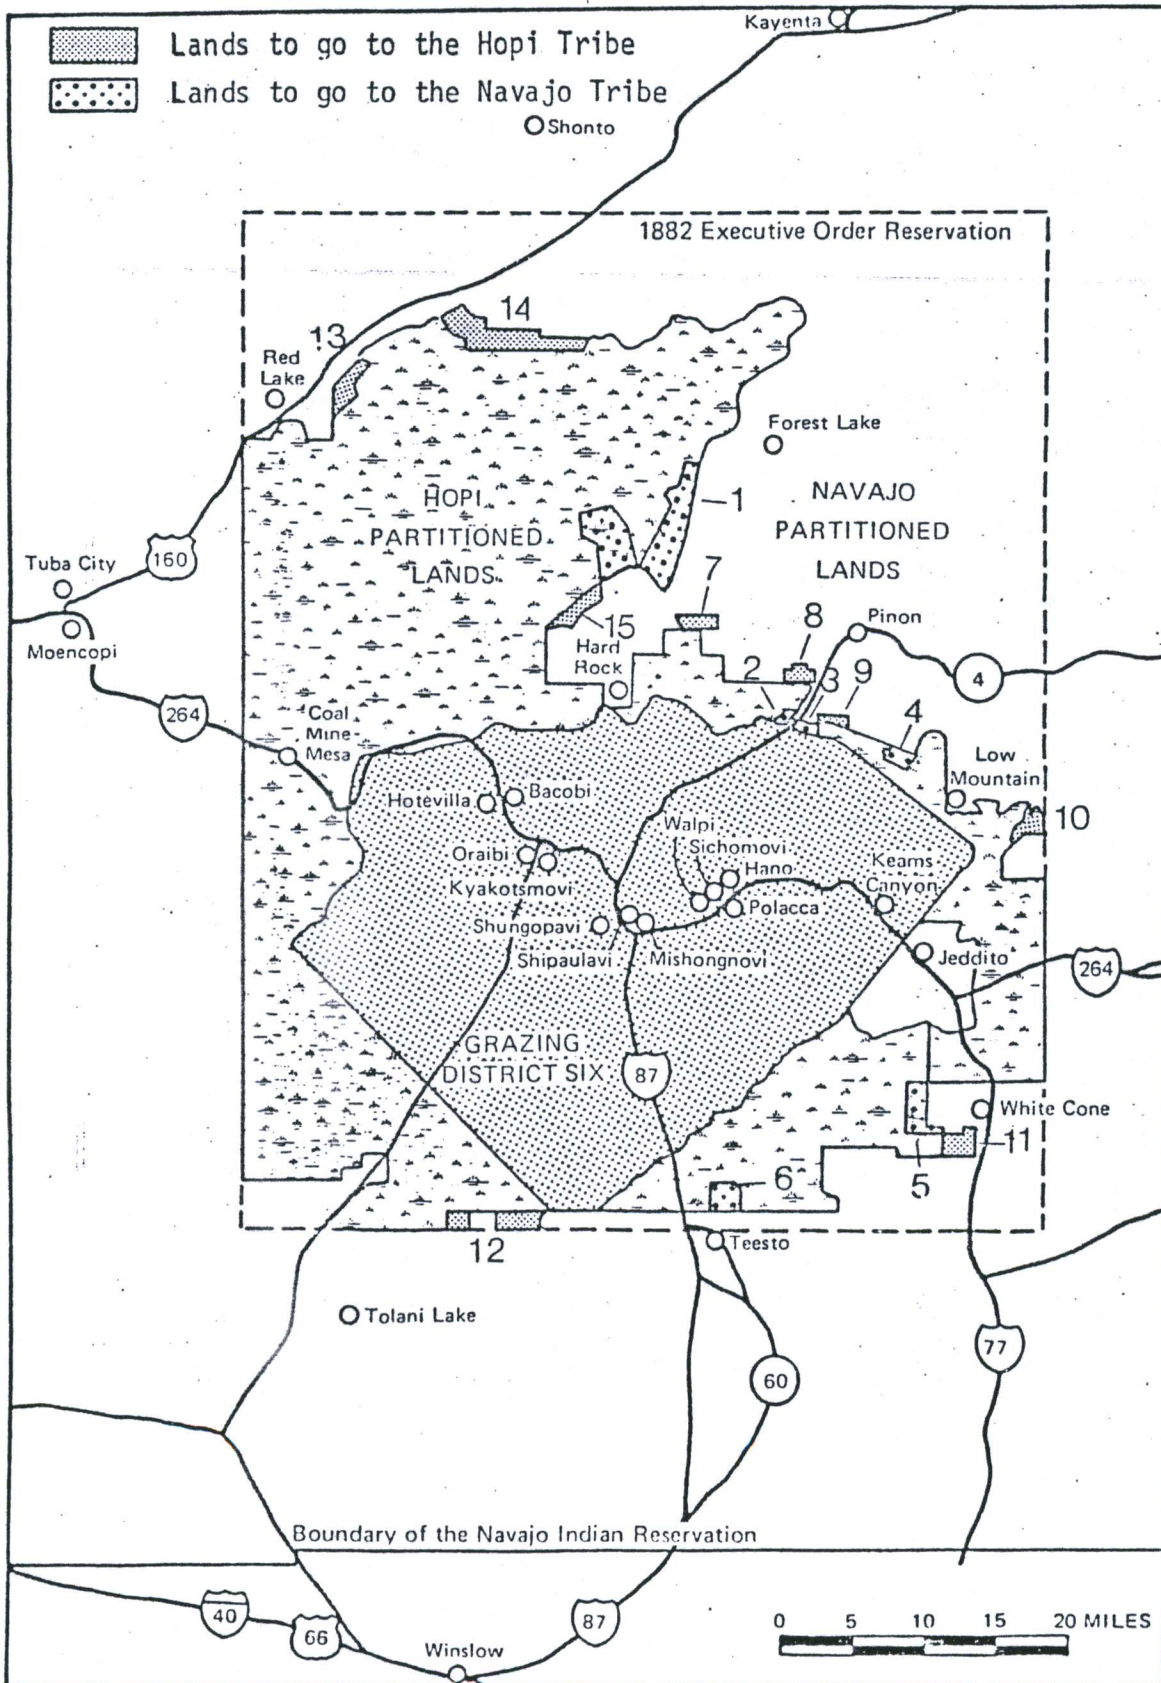 Kayenta
Lands to go to the Hopi Tribe
Lands to go to the Navajo Tribe
Shonto
1882 Executive Order Reservation
14
13
Red
Lake
Forest Lake
HOPI
PARTITIONED
LANDS
1
NAVAJO
PARTITIONED
LANDS
160
Tuba City
Moencopi
7
8
Pinon
15
Hard
Rock
2
3
9
4
4
264
Coal
Mine
Mesa
Low
Mountain
Hotevilla
Bacobi
10
Walpi
Sichomovi
Hano
Oraibi
Kyakotsmovi
Keams
Canyon
Polacca
Shungopavi
Shipaulavi
Mishongnovi
Jeddito
264
GRAZING
DISTRICT SIX
87
White Cone
11
6
5
12
Teesto
Tolani Lake
77
60
Boundary of the Navajo Indian Reservation
40
66
87
Winslow
0 5 10 15 20 MILES